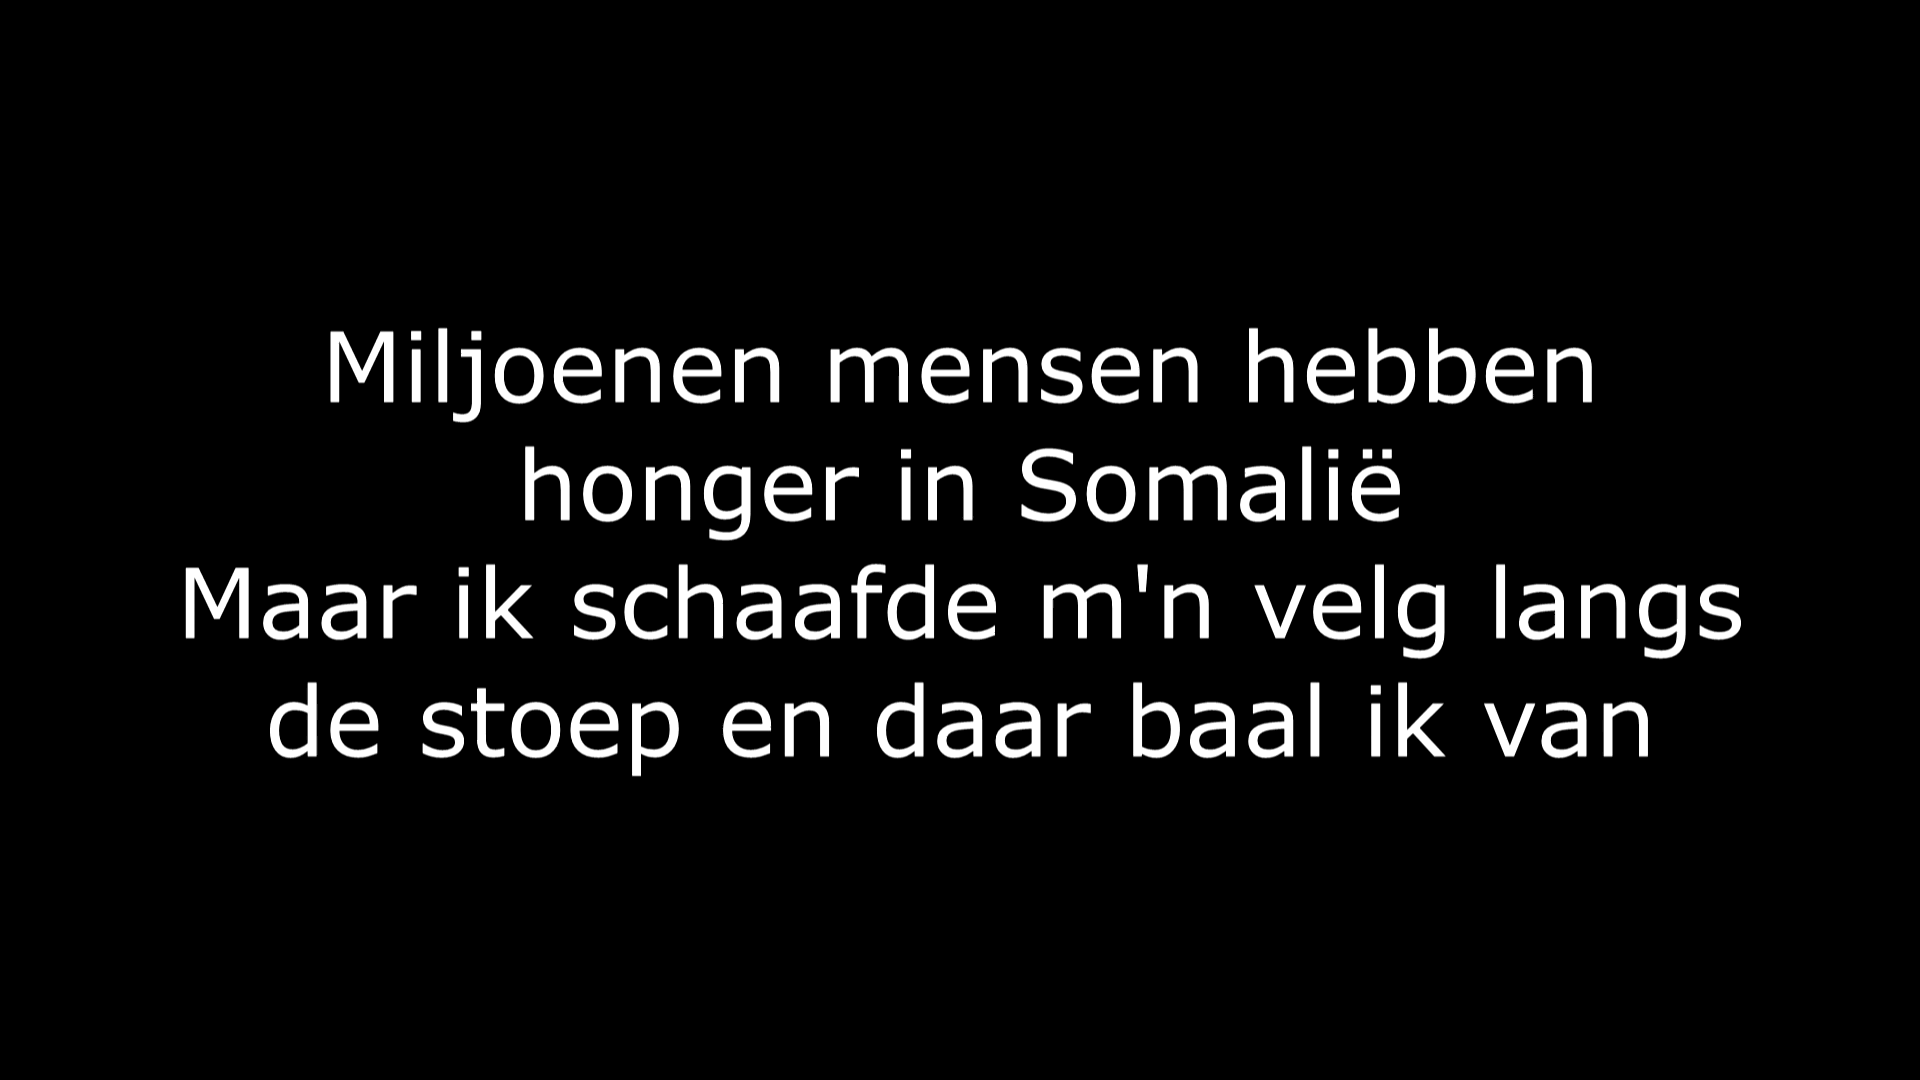 Miljoenen mensen hebben
honger in Somalië
Maar ik schaafde m'n velg langs
de stoep en daar baal ik van